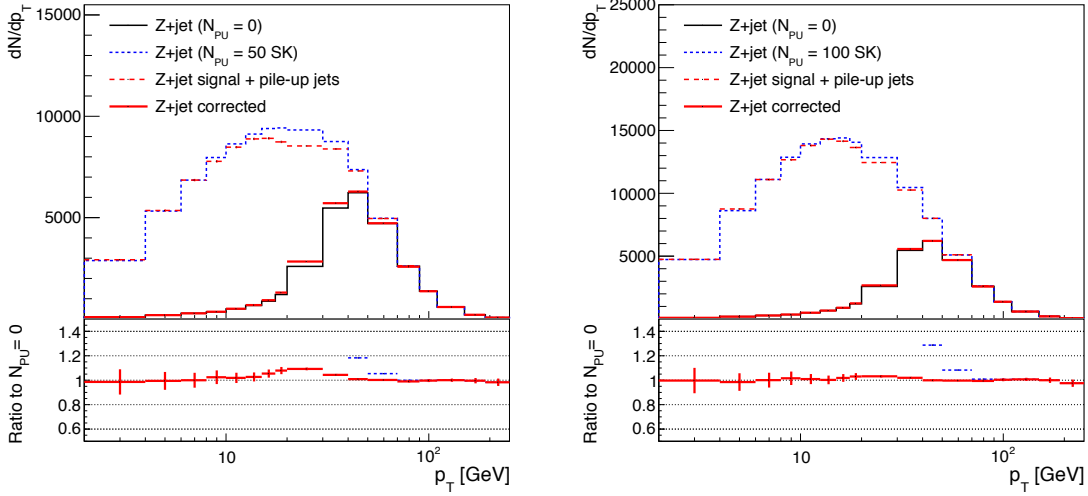 dN/dp_T
15000
10000
5000
Z+jet (N_PU = 0)
Z+jet (N_PU = 50 SK)
Z+jet signal + pile-up jets
Z+jet corrected
Ratio to N_PU = 0
1.4
1.2
1
0.8
0.6
10
10^2
p_T [GeV]
dN/dp_T
25000
20000
15000
10000
5000
Z+jet (N_PU = 0)
Z+jet (N_PU = 100 SK)
Z+jet signal + pile-up jets
Z+jet corrected
Ratio to N_PU = 0
1.4
1.2
1
0.8
0.6
10
10^2
p_T [GeV]